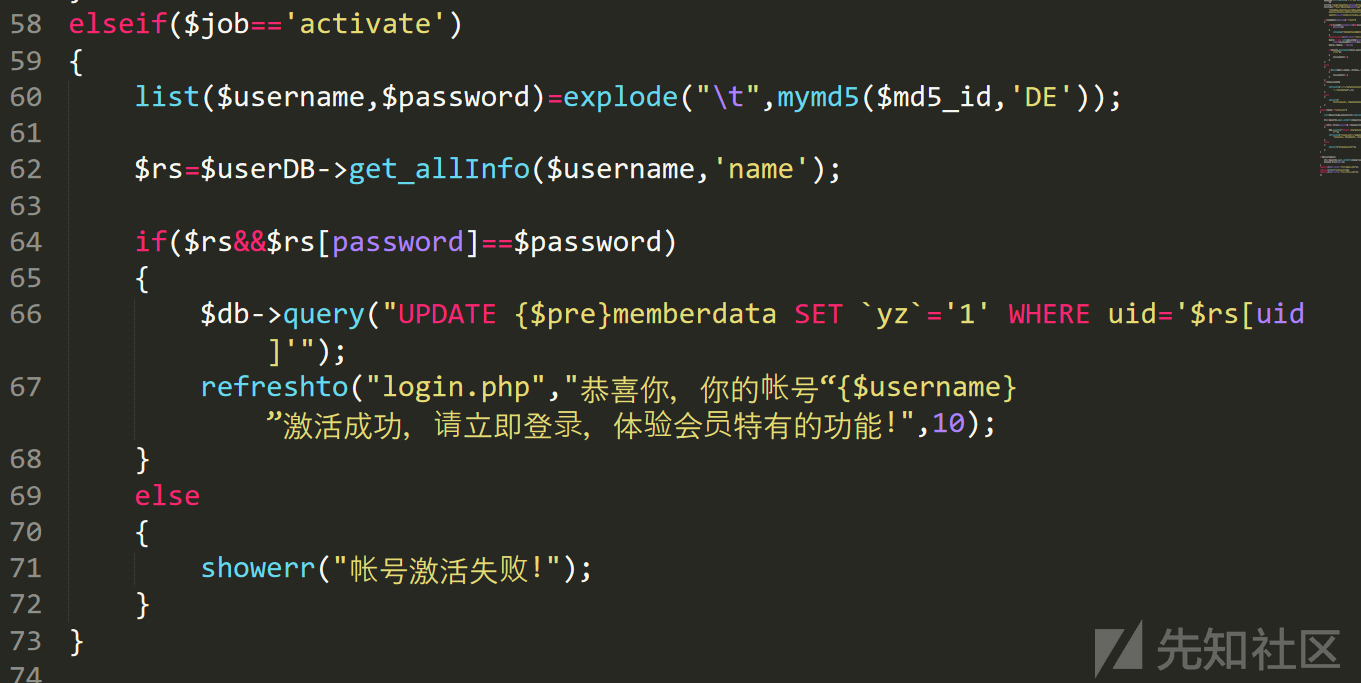 58 elseif($job=='activate')
59 {
60     list($username,$password)=explode("\t",mymd5($md5_id,'DE'));
61
62     $rs=$userDB->get_allInfo($username,'name');
63
64     if($rs&&$rs[password]==$password)
65     {
66         $db->query("UPDATE {$pre}memberdata SET `yz`='1' WHERE uid='$rs[uid
]'");
67         refreshto("login.php","恭喜你，你的帐号“{$username}
”激活成功，请立即登录，体验会员特有的功能!",10);
68     }
69     else
70     {
71         showerr("帐号激活失败!");
72     }
73 }
74
先知社区